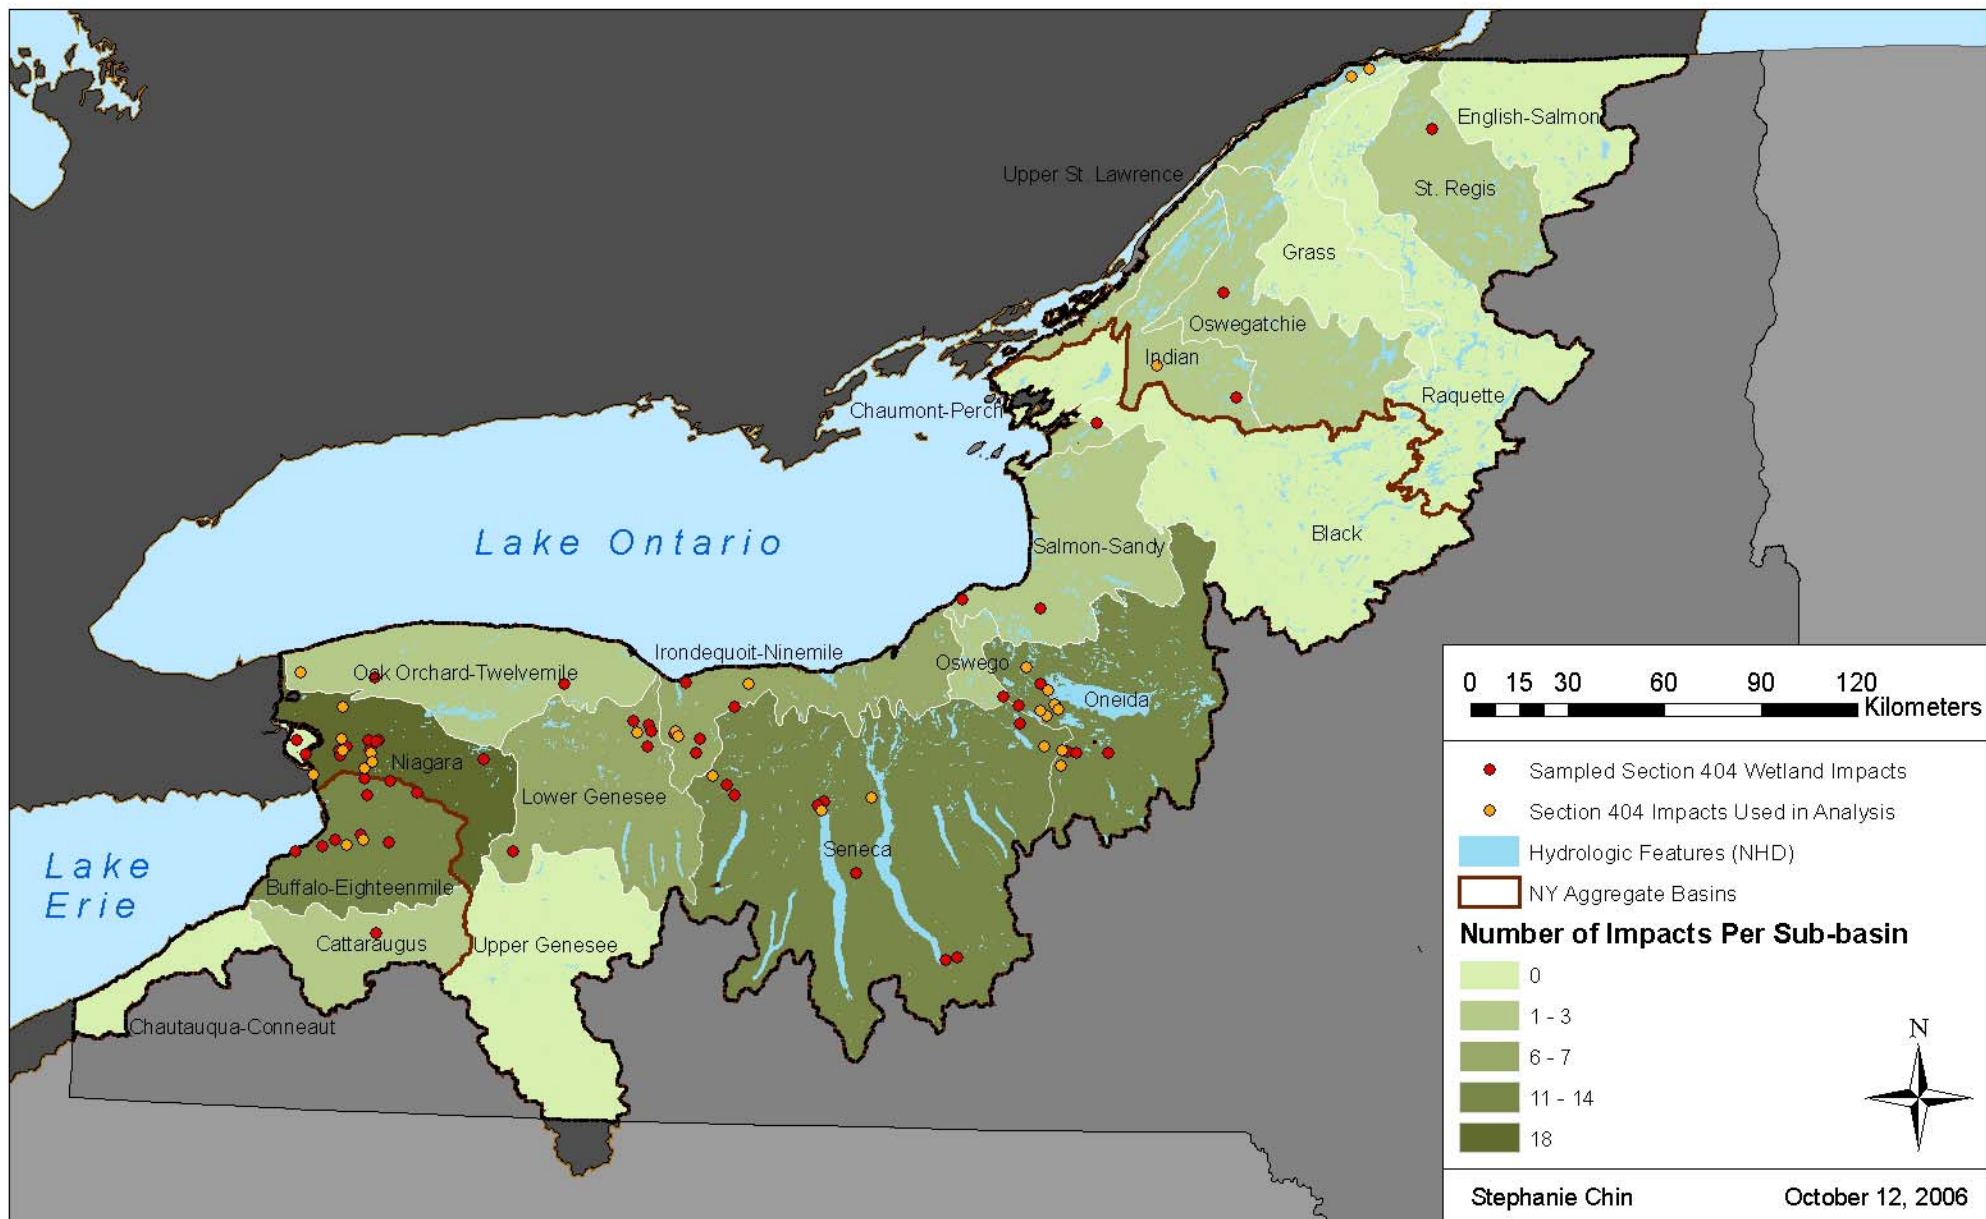 English-Salmon
Upper St. Lawrence
St. Regis
Grass
Oswegatchie
Indian
Raquette
Chaumont-Perch
Lake Ontario
Black
Salmon-Sandy
Irondequoit-Ninemile
Oswego
Oak Orchard-Twelvemile
Oneida
Niagara
Lower Genesee
Seneca
Lake
Erie
Buffalo-Eighteenmile
Cattaraugus
Upper Genesee
Chautauqua-Conneaut
0 15 30 60 90 120
Kilometers
Sampled Section 404 Wetland Impacts
Section 404 Impacts Used in Analysis
Hydrologic Features (NHD)
NY Aggregate Basins
Number of Impacts Per Sub-basin
0
1 - 3
6 - 7
11 - 14
18
N
Stephanie Chin October 12, 2006